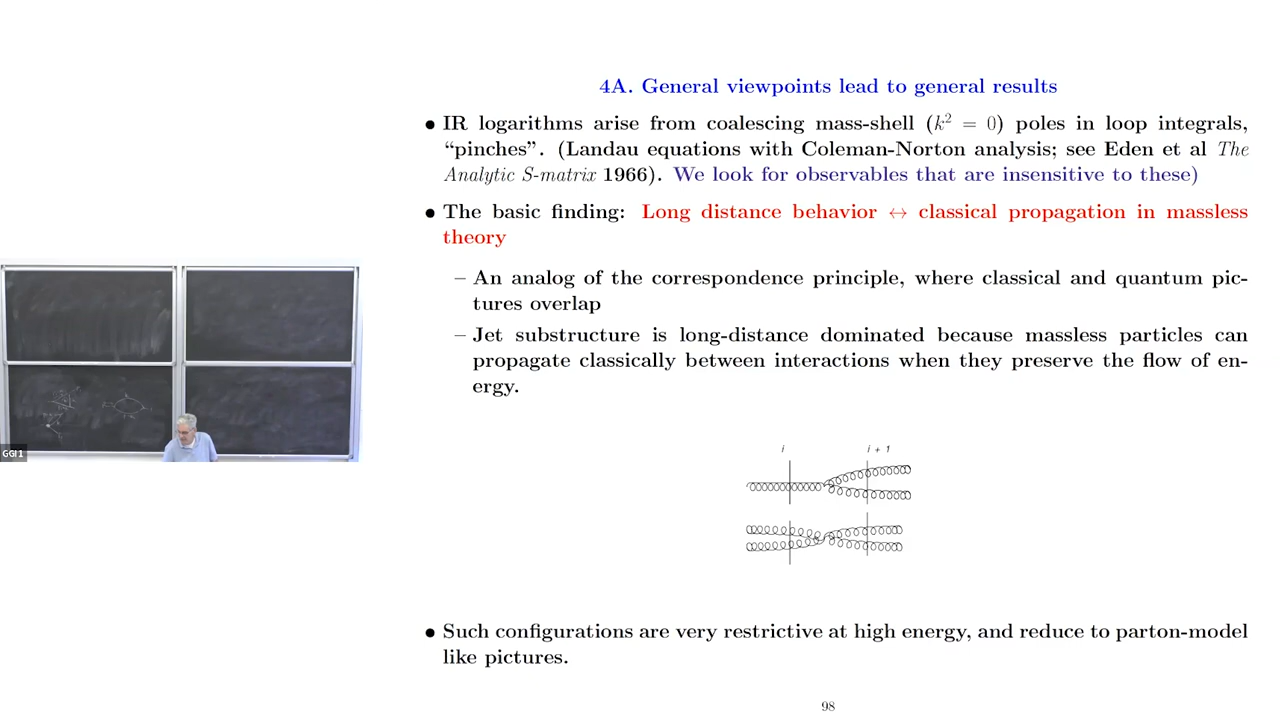 4A. General viewpoints lead to general results
● IR logarithms arise from coalescing mass-shell (k² = 0) poles in loop integrals,
“pinches”. (Landau equations with Coleman-Norton analysis; see Eden et al The
Analytic S-matrix 1966). We look for observables that are insensitive to these)
● The basic finding: Long distance behavior ↔ classical propagation in massless
theory
– An analog of the correspondence principle, where classical and quantum pic-
tures overlap
– Jet substructure is long-distance dominated because massless particles can
propagate classically between interactions when they preserve the flow of en-
ergy.
i i + 1
● Such configurations are very restrictive at high energy, and reduce to parton-model
like pictures.
98
GGI 1